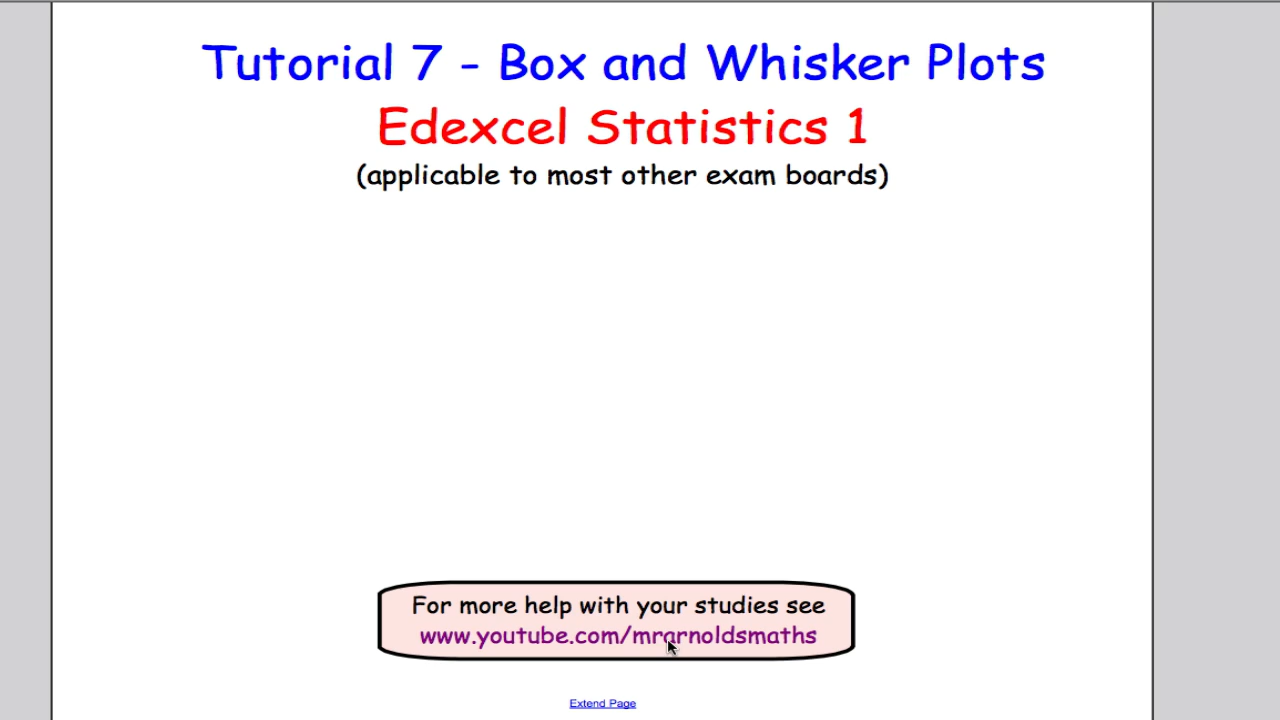 Tutorial 7 - Box and Whisker Plots
Edexcel Statistics 1
(applicable to most other exam boards)
For more help with your studies see
www.youtube.com/mrarnoldsmaths
Extend Page